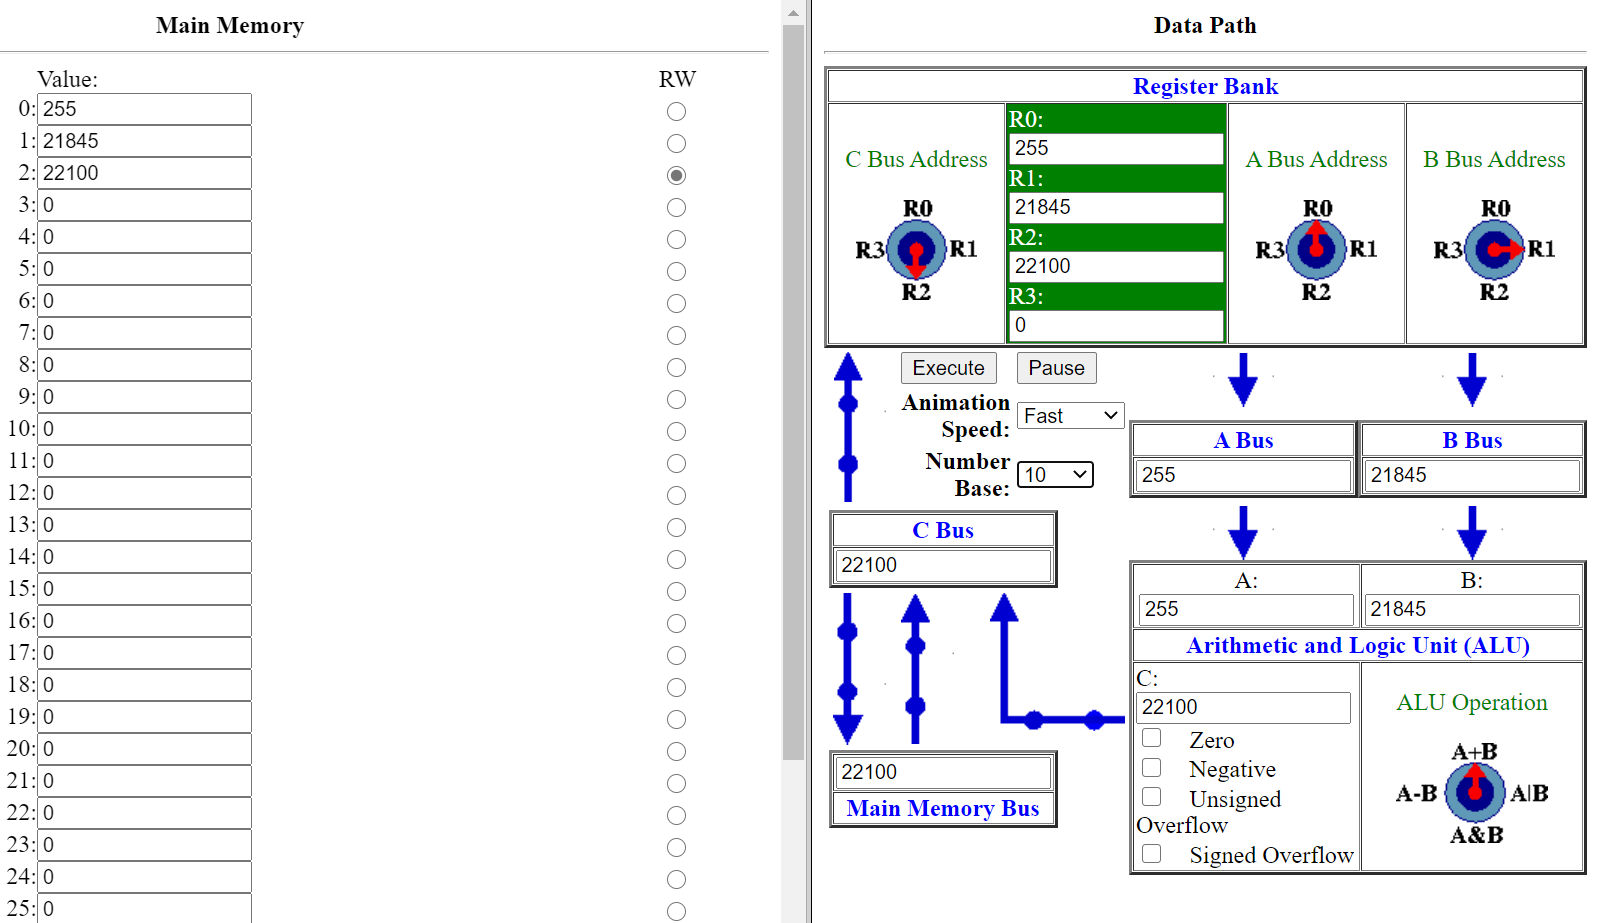 Main Memory
Value: RW
0: 255
1: 21845
2: 22100
3: 0
4: 0
5: 0
6: 0
7: 0
8: 0
9: 0
10: 0
11: 0
12: 0
13: 0
14: 0
15: 0
16: 0
17: 0
18: 0
19: 0
20: 0
21: 0
22: 0
23: 0
24: 0
25: 0
Data Path
Register Bank
C Bus Address
R0
R3 R1
R2
R0:
255
R1:
21845
R2:
22100
R3:
0
A Bus Address
R0
R3 R1
R2
B Bus Address
R0
R3 R1
R2
Execute Pause
Animation
Speed: Fast
Number
Base: 10
A Bus
255
B Bus
21845
C Bus
22100
A:
255
B:
21845
Arithmetic and Logic Unit (ALU)
C:
22100
Zero
Negative
Unsigned
Overflow
Signed Overflow
ALU Operation
A+B
A-B A|B
A&B
22100
Main Memory Bus